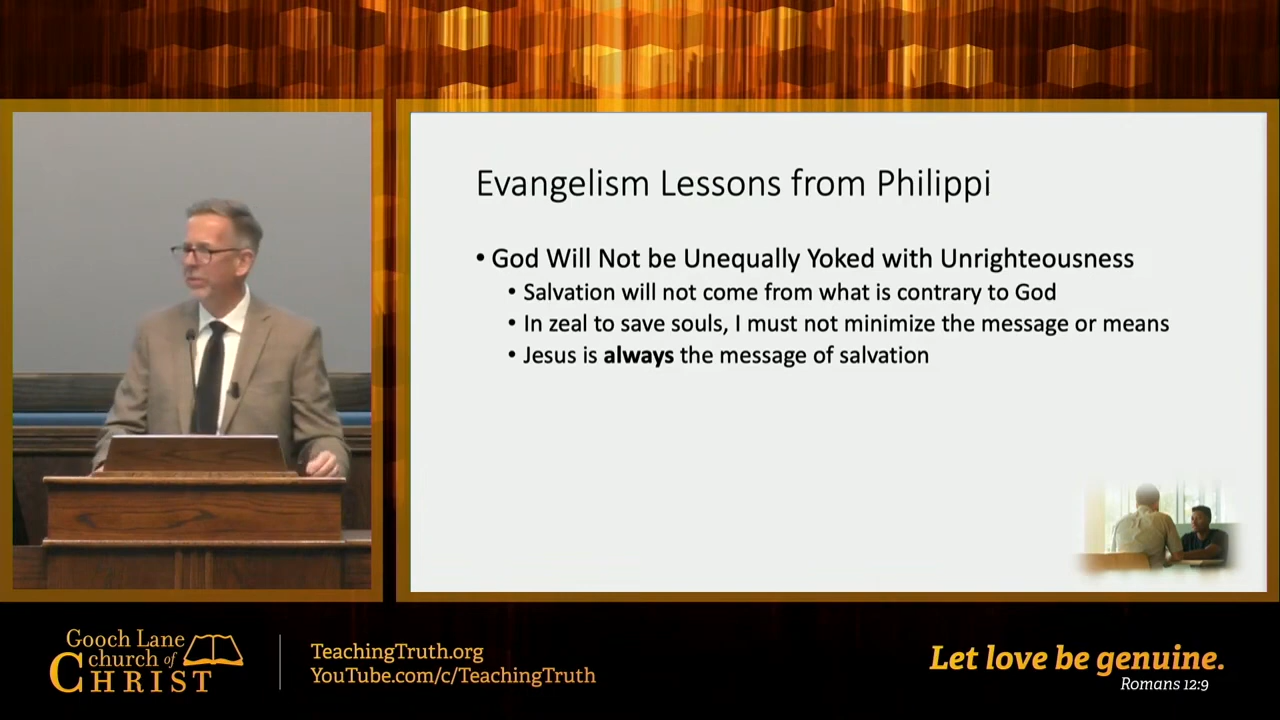 Evangelism Lessons from Philippi
• God Will Not be Unequally Yoked with Unrighteousness
• Salvation will not come from what is contrary to God
• In zeal to save souls, I must not minimize the message or means
• Jesus is always the message of salvation
Gooch Lane
church of
CHRIST
TeachingTruth.org
YouTube.com/c/TeachingTruth
Let love be genuine.
Romans 12:9